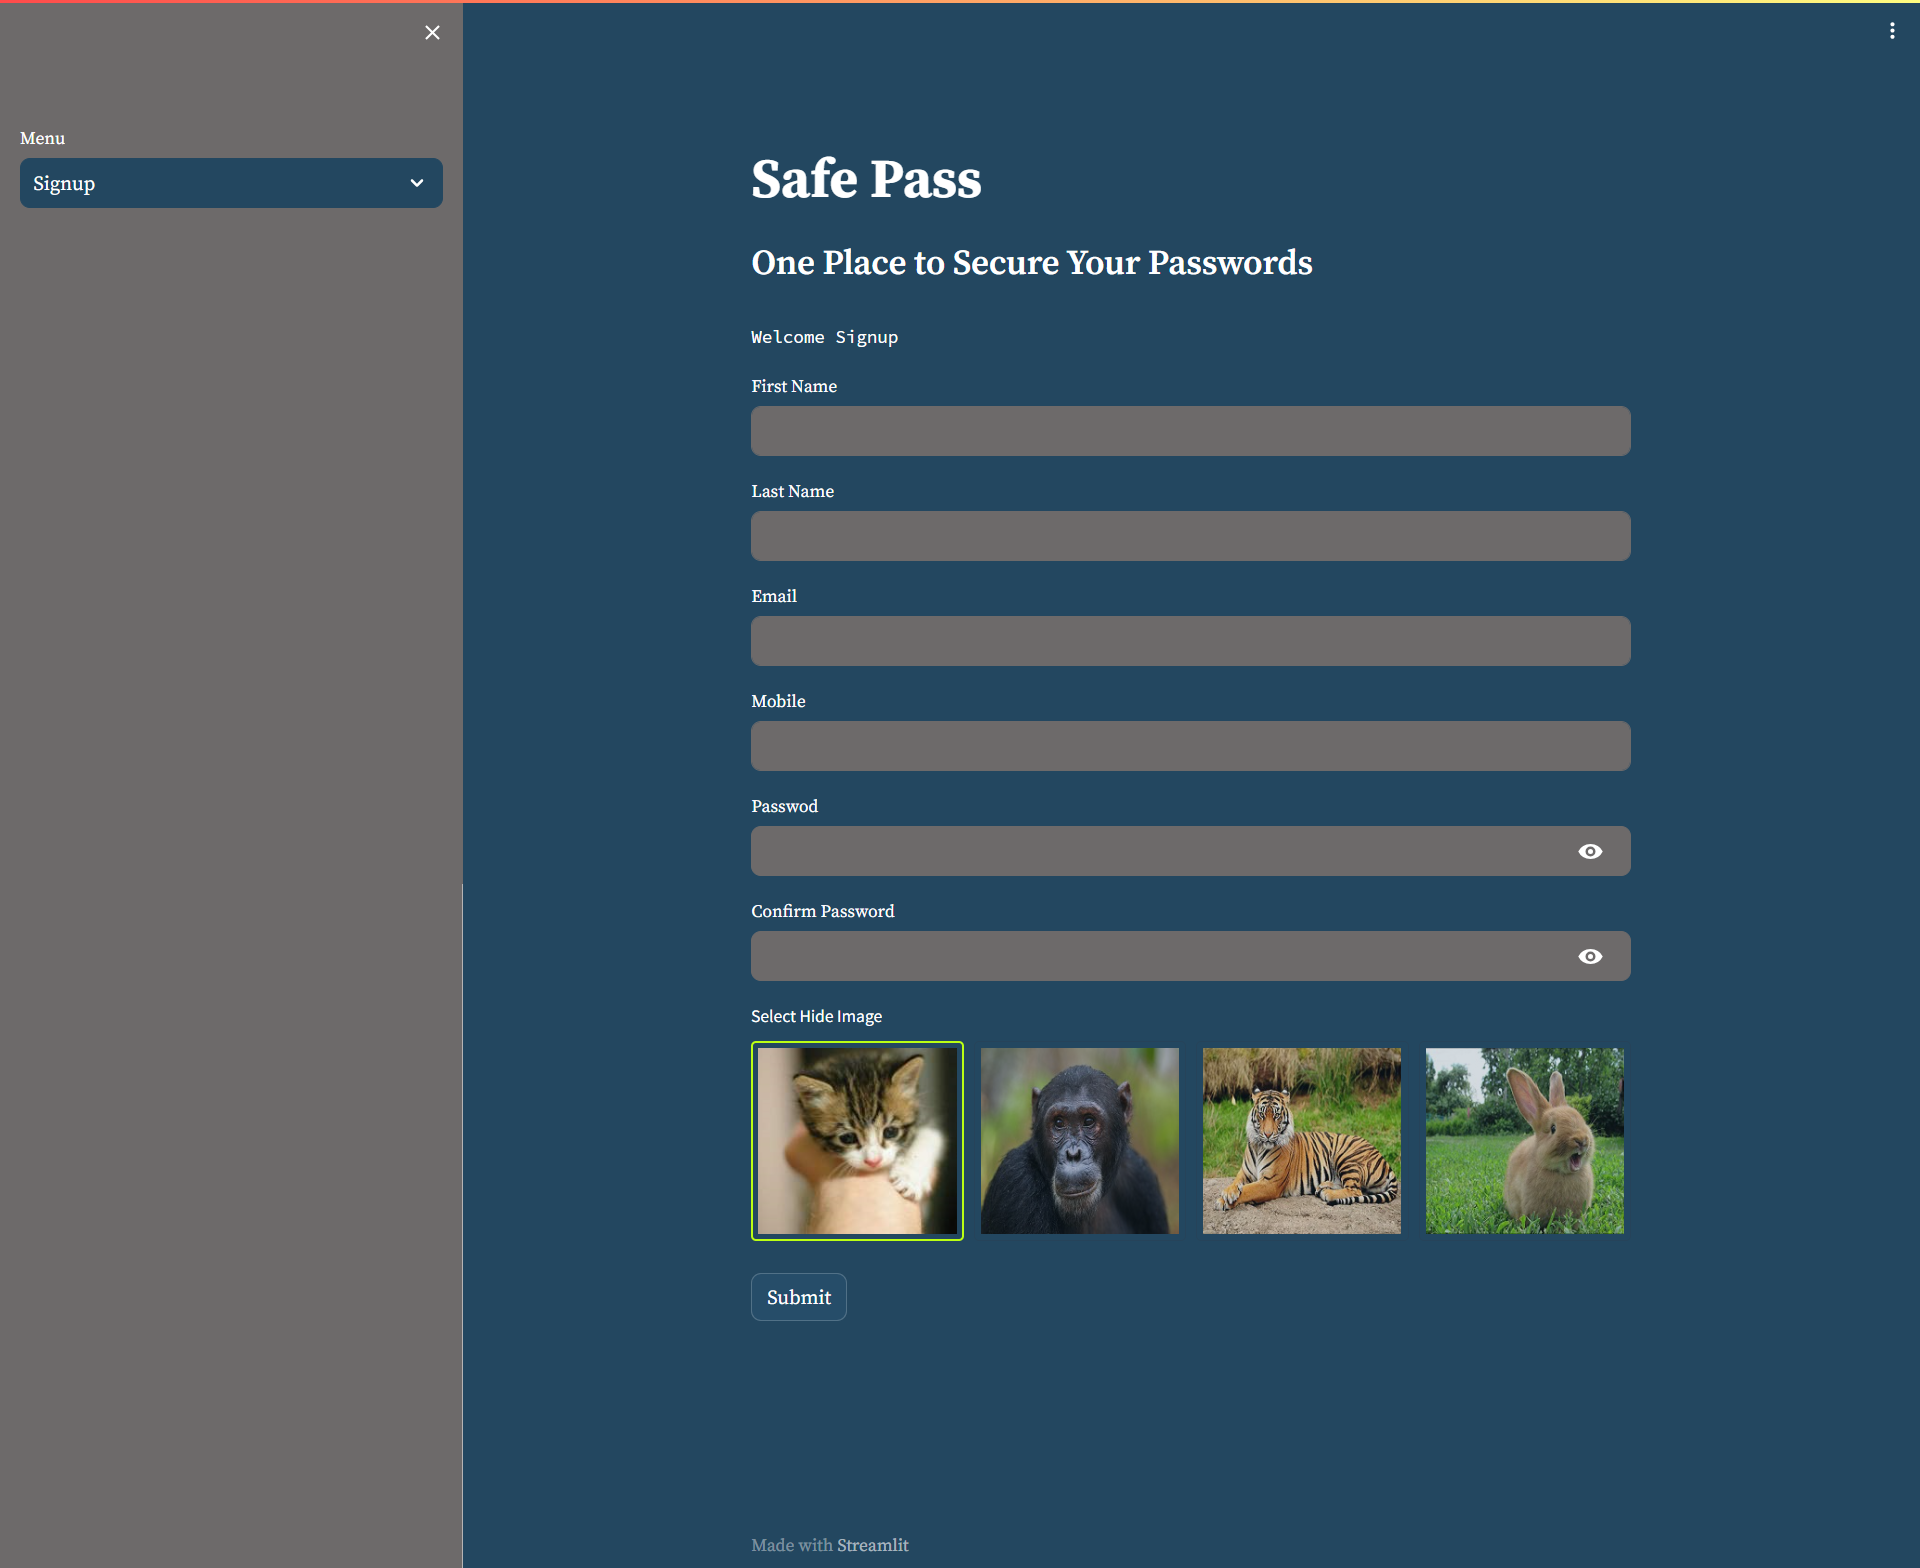 Menu
Signup
Safe Pass
One Place to Secure Your Passwords
Welcome Signup
First Name
Last Name
Email
Mobile
Passwod
Confirm Password
Select Hide Image
Submit
Made with Streamlit